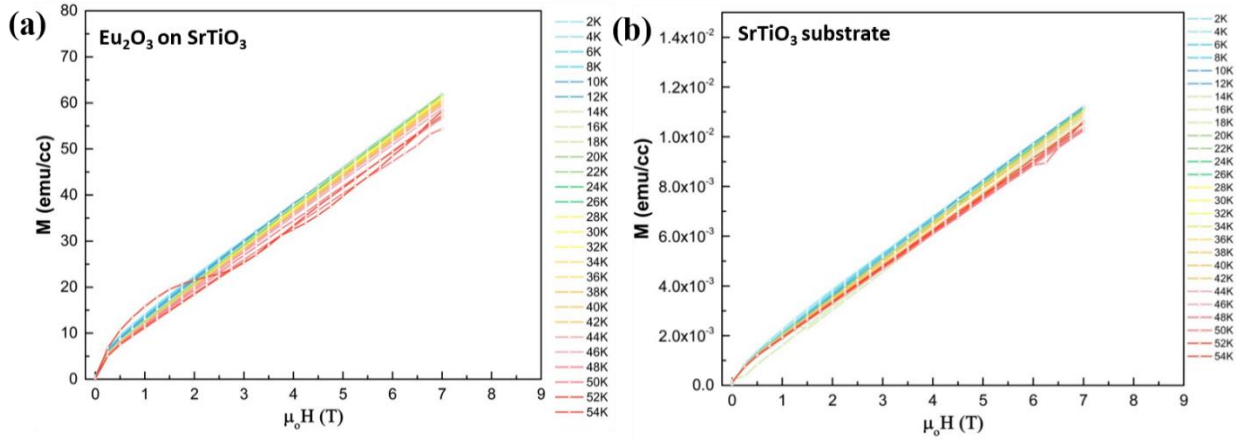 (a)
Eu₂O₃ on SrTiO₃
M (emu/cc)
80
70
60
50
40
30
20
10
0
0 1 2 3 4 5 6 7 8 9
μₒH (T)
2K
4K
6K
8K
10K
12K
14K
16K
18K
20K
22K
24K
26K
28K
30K
32K
34K
36K
38K
40K
42K
44K
46K
48K
50K
52K
54K
(b)
SrTiO₃ substrate
M (emu/cc)
1.4x10⁻²
1.2x10⁻²
1.0x10⁻²
8.0x10⁻³
6.0x10⁻³
4.0x10⁻³
2.0x10⁻³
0.0
0 1 2 3 4 5 6 7 8 9
μₒH (T)
2K
4K
6K
8K
10K
12K
14K
16K
18K
20K
22K
24K
26K
28K
30K
32K
34K
36K
38K
40K
42K
44K
46K
48K
50K
52K
54K